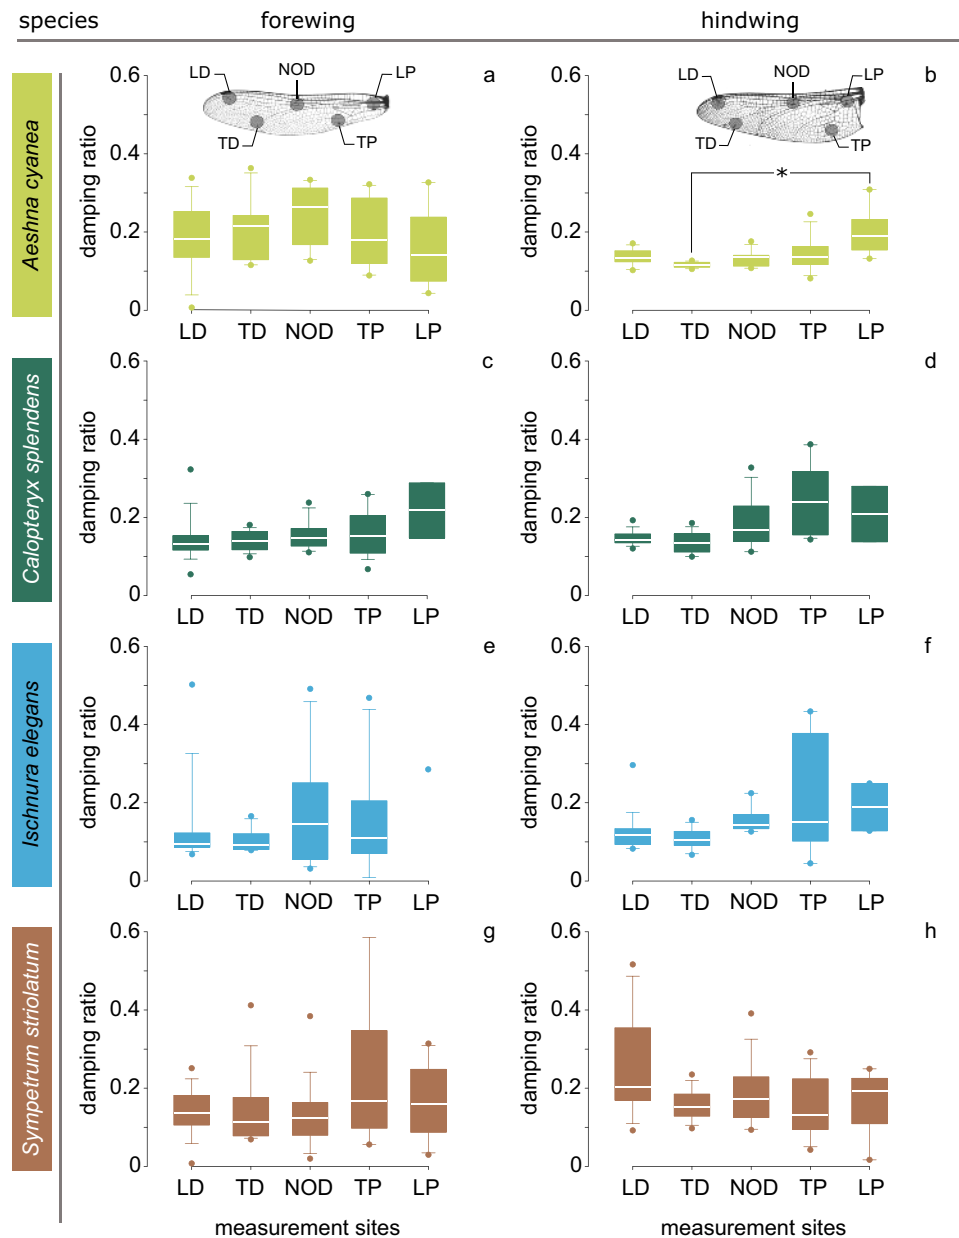 species forewing hindwing
Aeshna cyanea
damping ratio
0.6
0.4
0.2
0
a
LD NOD LP
TD TP
LD TD NOD TP LP
damping ratio
0.6
0.4
0.2
0
b
LD NOD LP
TD TP
*
LD TD NOD TP LP
Calopteryx splendens
damping ratio
0.6
0.4
0.2
0
c
LD TD NOD TP LP
damping ratio
0.6
0.4
0.2
0
d
LD TD NOD TP LP
Ischnura elegans
damping ratio
0.6
0.4
0.2
0
e
LD TD NOD TP LP
damping ratio
0.6
0.4
0.2
0
f
LD TD NOD TP LP
Sympetrum striolatum
damping ratio
0.6
0.4
0.2
0
g
LD TD NOD TP LP
measurement sites
damping ratio
0.6
0.4
0.2
0
h
LD TD NOD TP LP
measurement sites